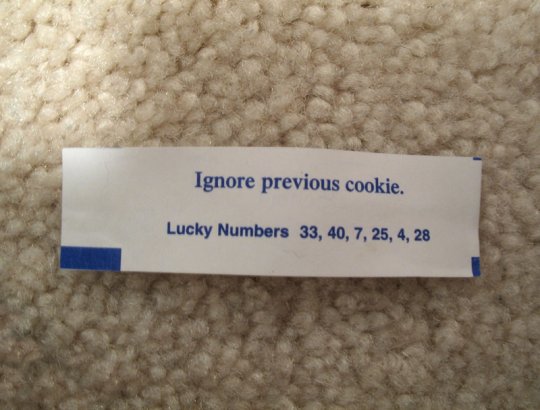 Ignore previous cookie.
Lucky Numbers 33, 40, 7, 25, 4, 28